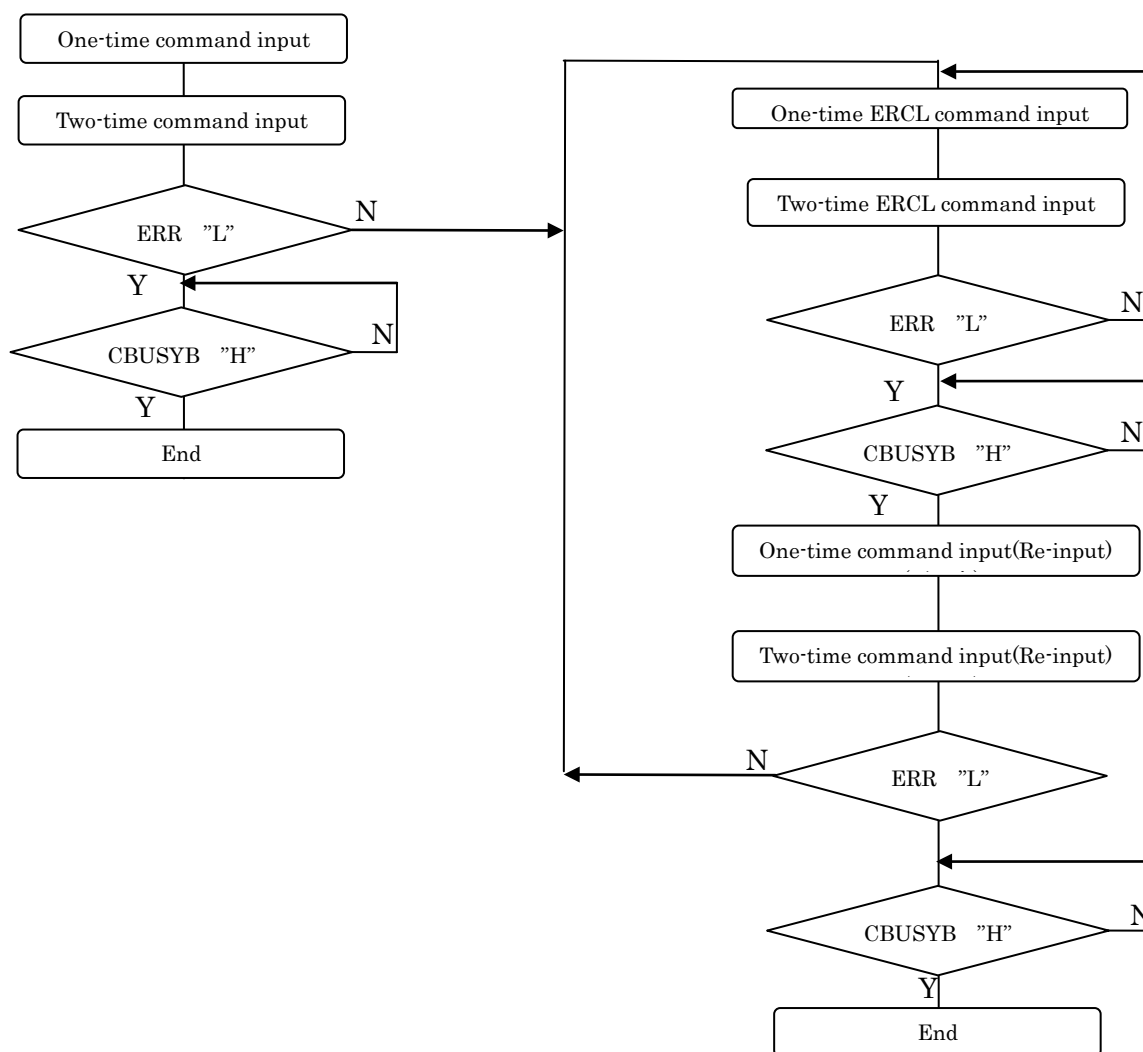 One-time command input
Two-time command input
ERR ”L”
N
Y
CBUSYB ”H”
N
Y
End
One-time ERCL command input
Two-time ERCL command input
ERR ”L”
N
Y
CBUSYB ”H”
N
Y
One-time command input(Re-input)
Two-time command input(Re-input)
N
ERR ”L”
CBUSYB ”H”
N
Y
End